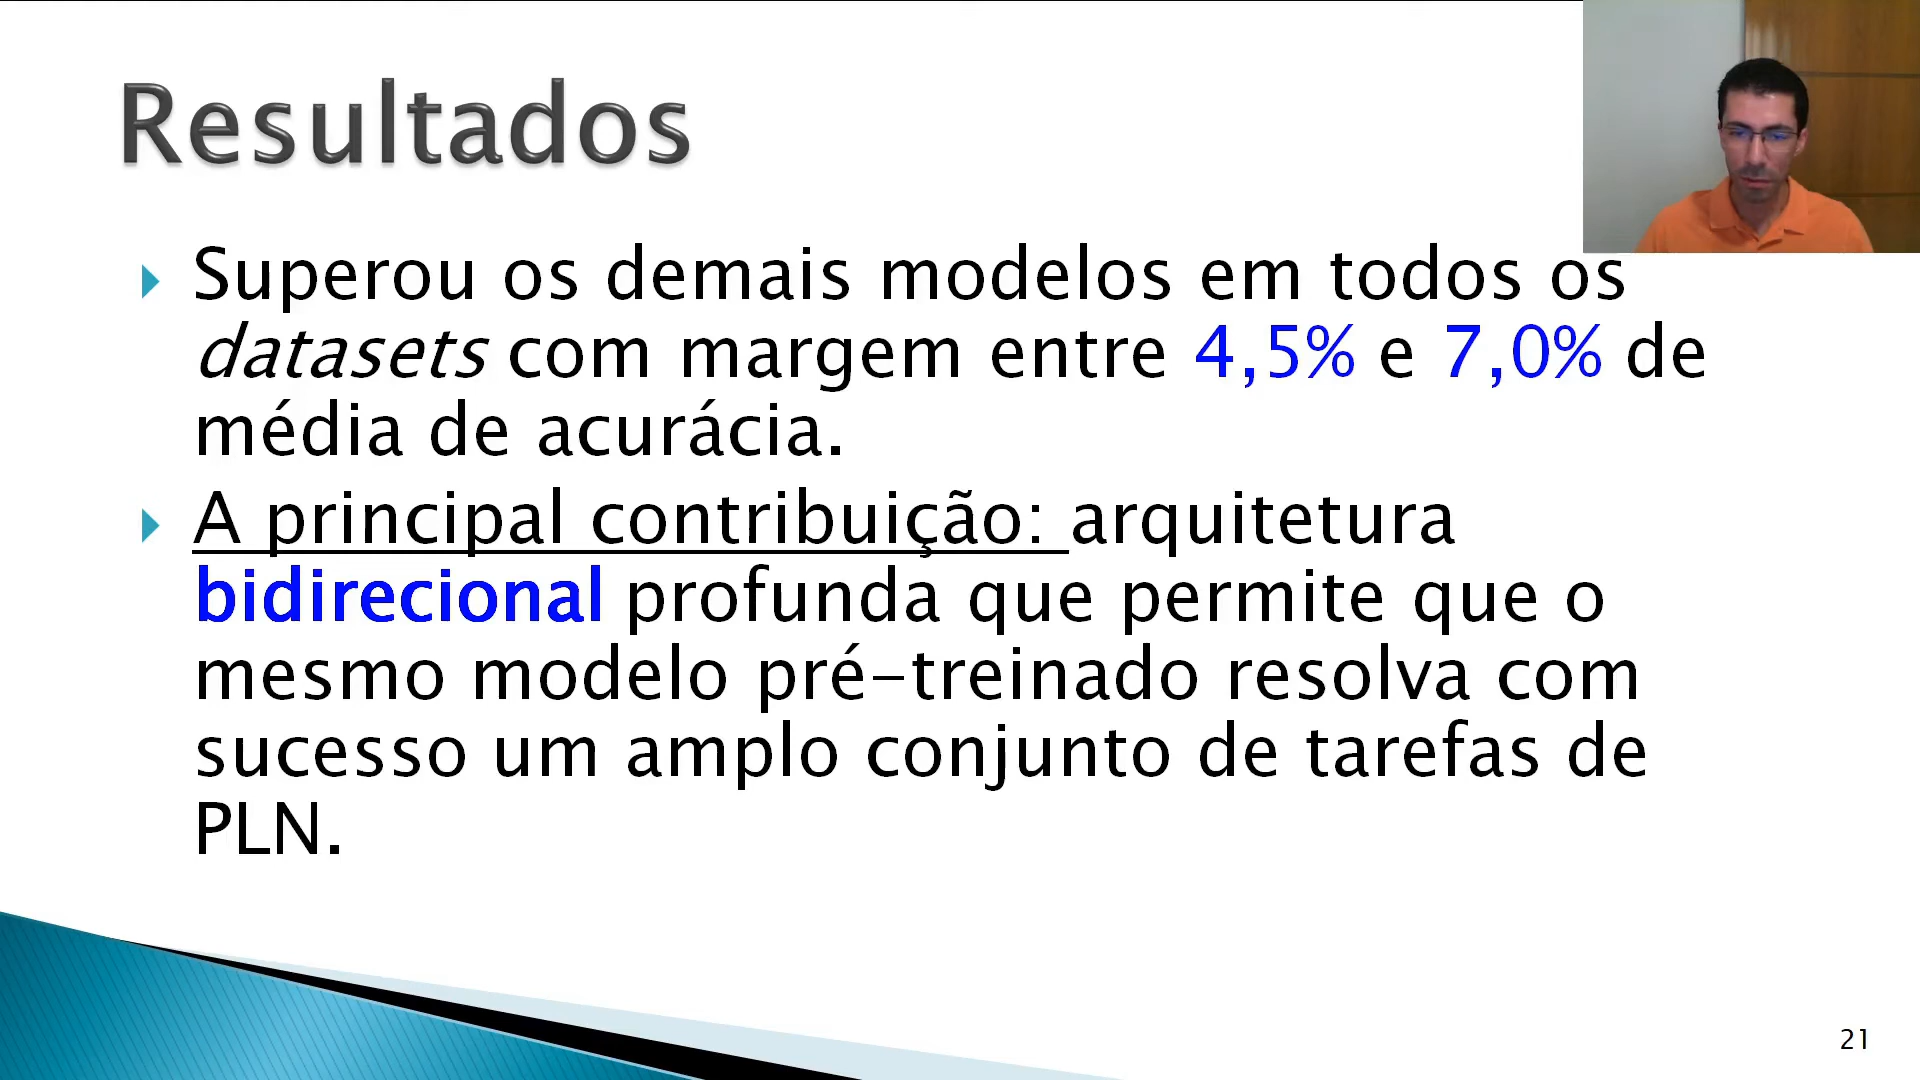 Resultados
Superou os demais modelos em todos os
datasets com margem entre 4,5% e 7,0% de
média de acurácia.
A principal contribuição: arquitetura
bidirecional profunda que permite que o
mesmo modelo pré-treinado resolva com
sucesso um amplo conjunto de tarefas de
PLN.
21